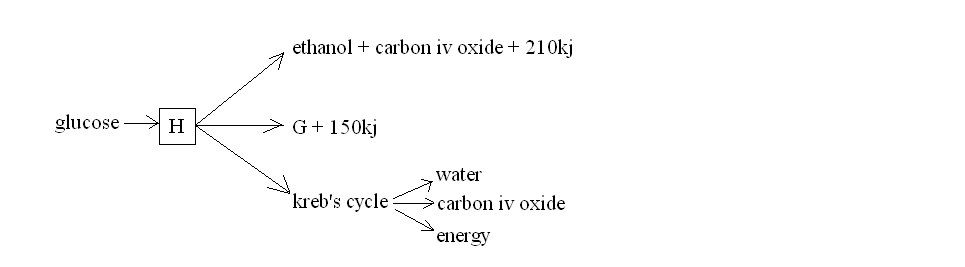 ethanol + carbon iv oxide + 210kj
glucose
H
G + 150kj
kreb's cycle
water
carbon iv oxide
energy